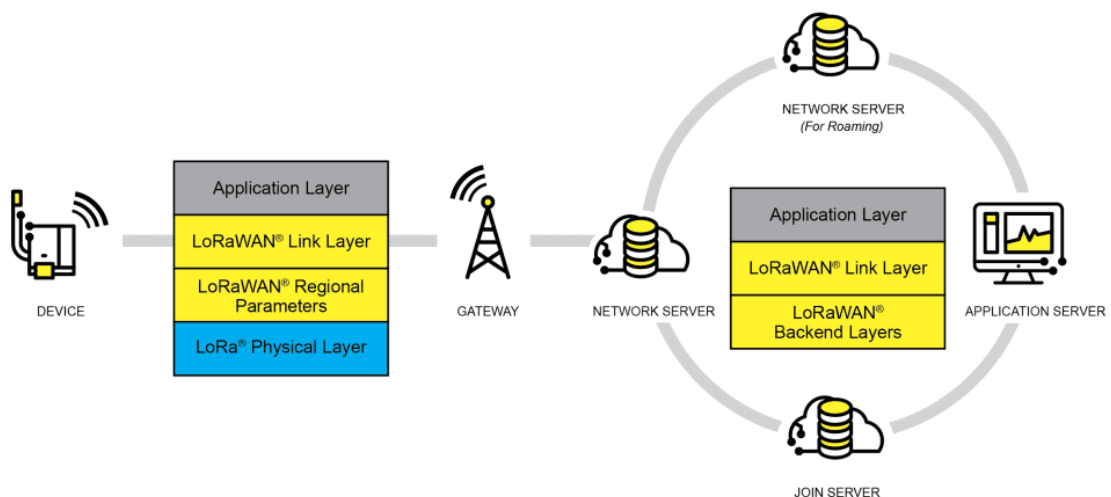 NETWORK SERVER
(For Roaming)
Application Layer
LoRaWAN® Link Layer
LoRaWAN® Regional
Parameters
LoRa® Physical Layer
DEVICE
GATEWAY
NETWORK SERVER
Application Layer
LoRaWAN® Link Layer
LoRaWAN®
Backend Layers
APPLICATION SERVER
JOIN SERVER